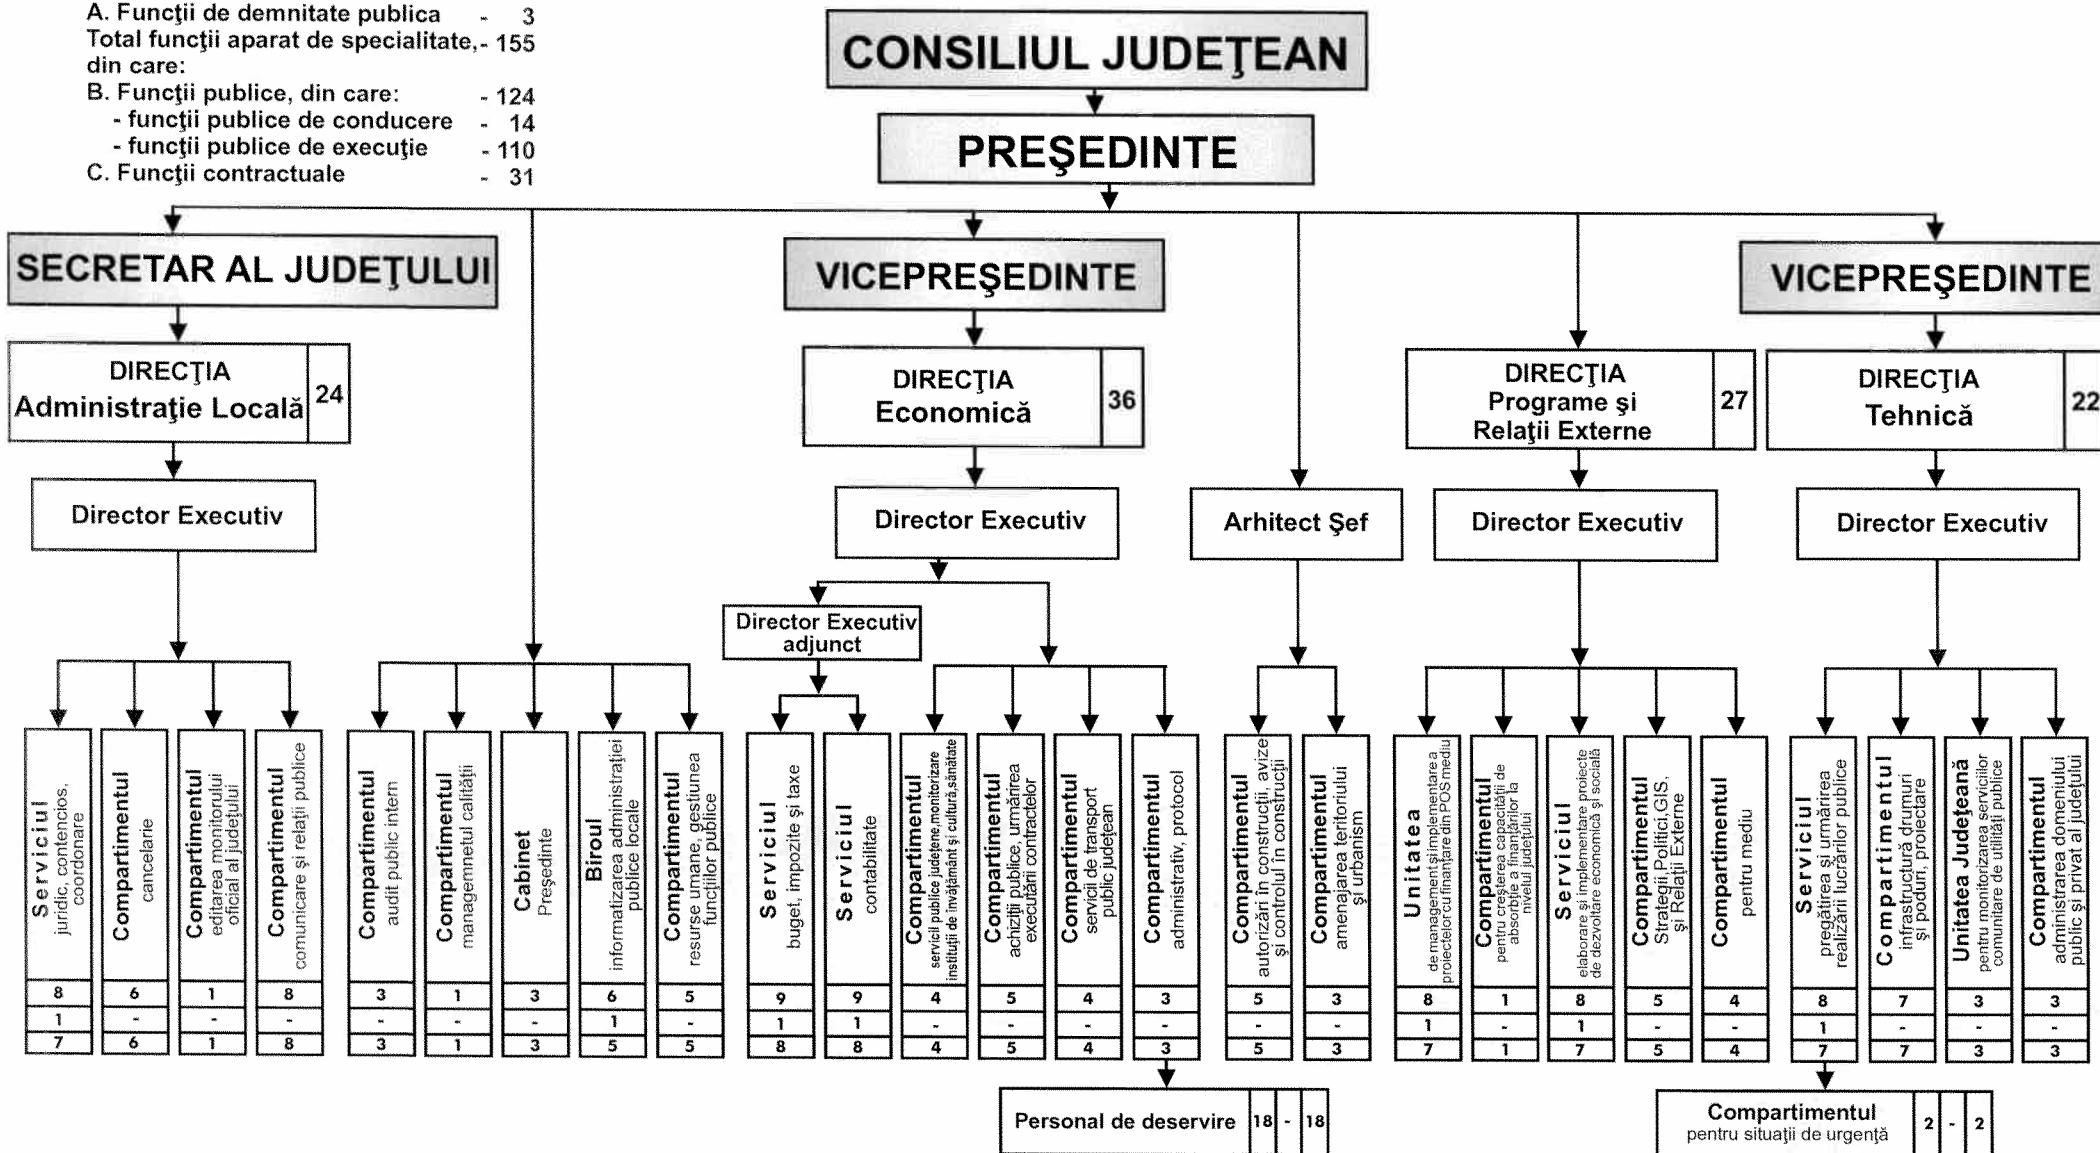 A. Funcţii de demnitate publica - 3
Total funcţii aparat de specialitate,- 155
din care:
B. Funcţii publice, din care: - 124
- funcţii publice de conducere - 14
- funcţii publice de execuţie - 110
C. Funcţii contractuale - 31
CONSILIUL JUDEŢEAN
PREŞEDINTE
SECRETAR AL JUDEŢULUI
VICEPREŞEDINTE
VICEPREŞEDINTE
DIRECŢIA
Administraţie Locală
24
DIRECŢIA
Economică
36
DIRECŢIA
Programe şi
Relaţii Externe
27
DIRECŢIA
Tehnică
22
Director Executiv
Director Executiv
Arhitect Şef
Director Executiv
Director Executiv
Director Executiv
adjunct
Serviciul
juridic, contencios,
coordonare
8
1
7
Compartimentul
cancelarie
6
-
6
Compartimentul
editarea monitorului
oficial al judeţului
1
-
1
Compartimentul
comunicare şi relaţii publice
8
-
8
Compartimentul
audit public intern
3
-
3
Compartimentul
managemnetul calităţii
1
-
1
Cabinet
Preşedinte
3
-
3
Biroul
informatizarea administraţiei
publice locale
6
1
5
Compartimentul
resurse umane, gestiunea
funcţiilor publice
5
-
5
Serviciul
buget, impozite şi taxe
9
1
8
Serviciul
contabilitate
9
1
8
Compartimentul
servicii publice judeţene,monitorizare
instituţii de învăţământ şi cultură,sănătate
4
-
4
Compartimentul
achiziţii publice, urmărirea
executării contractelor
5
-
5
Compartimentul
servicii de transport
public judeţean
4
-
4
Compartimentul
administrativ, protocol
3
-
3
Compartimentul
autorizări în construcţii, avize
şi controlul în construcţii
5
-
5
Compartimentul
amenajarea teritoriului
şi urbanism
3
-
3
Unitatea
de management şi implementare a
proiectelor cu finanţare din POS mediu
8
1
7
Compartimentul
pentru creşterea capacităţii de
absorbţie a finanţărilor la
nivelul judeţului
1
-
1
Serviciul
elaborare şi implementare proiecte
de dezvoltare economică şi socială
8
1
7
Compartimentul
Strategii,Politici,GIS,
şi Relaţii Externe
5
-
5
Compartimentul
pentru mediu
4
-
4
Serviciul
pregătirea şi urmărirea
realizării lucrărilor publice
8
1
7
Compartimentul
infrastructură drumuri
şi poduri, proiectare
7
-
7
Unitatea Judeţeană
pentru monitorizarea serviciilor
comunitare de utilităţi publice
3
-
3
Compartimentul
administrarea domeniului
public şi privat al judeţului
3
-
3
Personal de deservire 18 - 18
Compartimentul
pentru situaţii de urgenţă
2 - 2